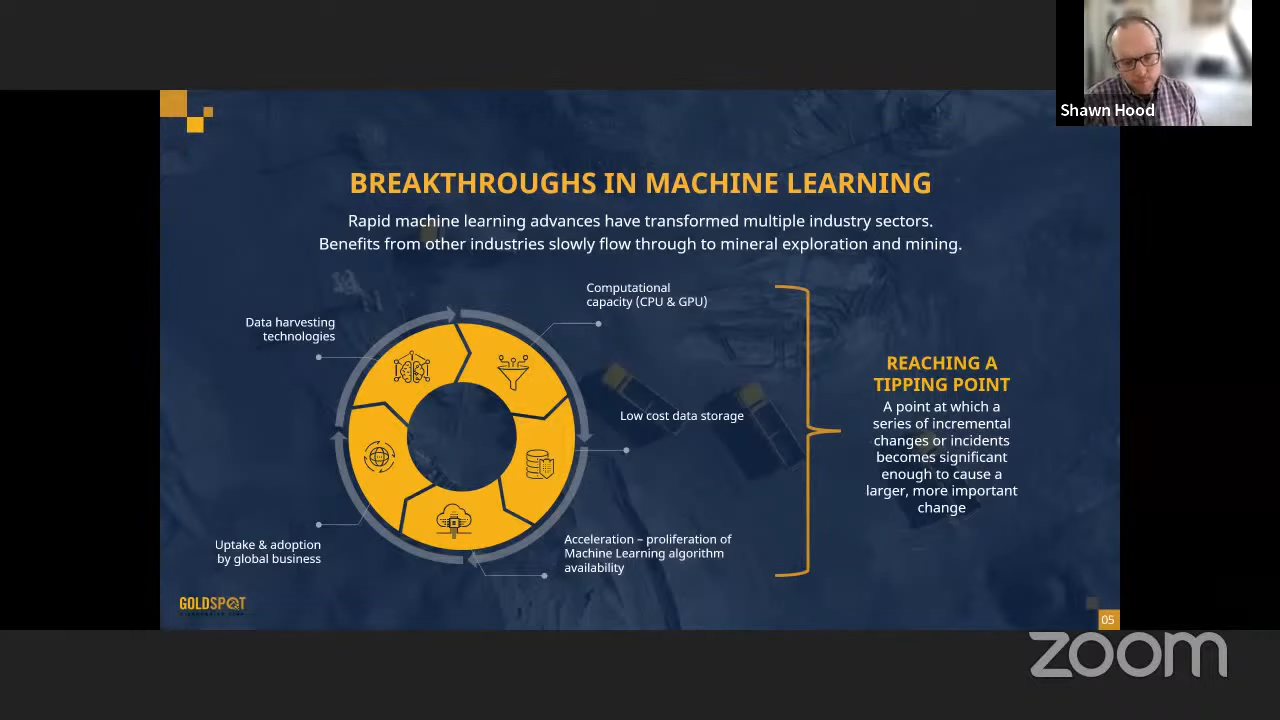 Shawn Hood
BREAKTHROUGHS IN MACHINE LEARNING
Rapid machine learning advances have transformed multiple industry sectors.
Benefits from other industries slowly flow through to mineral exploration and mining.
Computational
capacity (CPU & GPU)
Data harvesting
technologies
Low cost data storage
Uptake & adoption
by global business
Acceleration – proliferation of
Machine Learning algorithm
availability
REACHING A
TIPPING POINT
A point at which a
series of incremental
changes or incidents
becomes significant
enough to cause a
larger, more important
change
GOLDSPOT
05
zoom